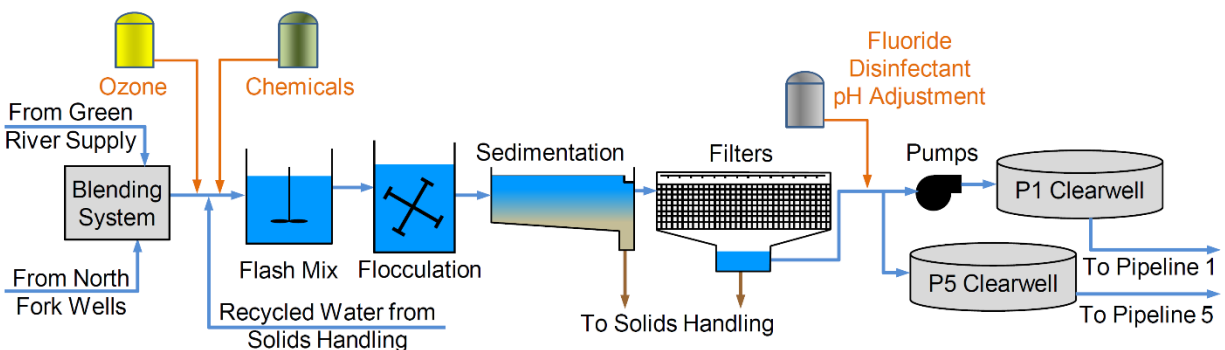 Ozone
Chemicals
Fluoride
Disinfectant
pH Adjustment
From Green
River Supply
Blending
System
From North
Fork Wells
Flash Mix
Flocculation
Recycled Water from
Solids Handling
Sedimentation
Filters
To Solids Handling
Pumps
P1 Clearwell
To Pipeline 1
P5 Clearwell
To Pipeline 5